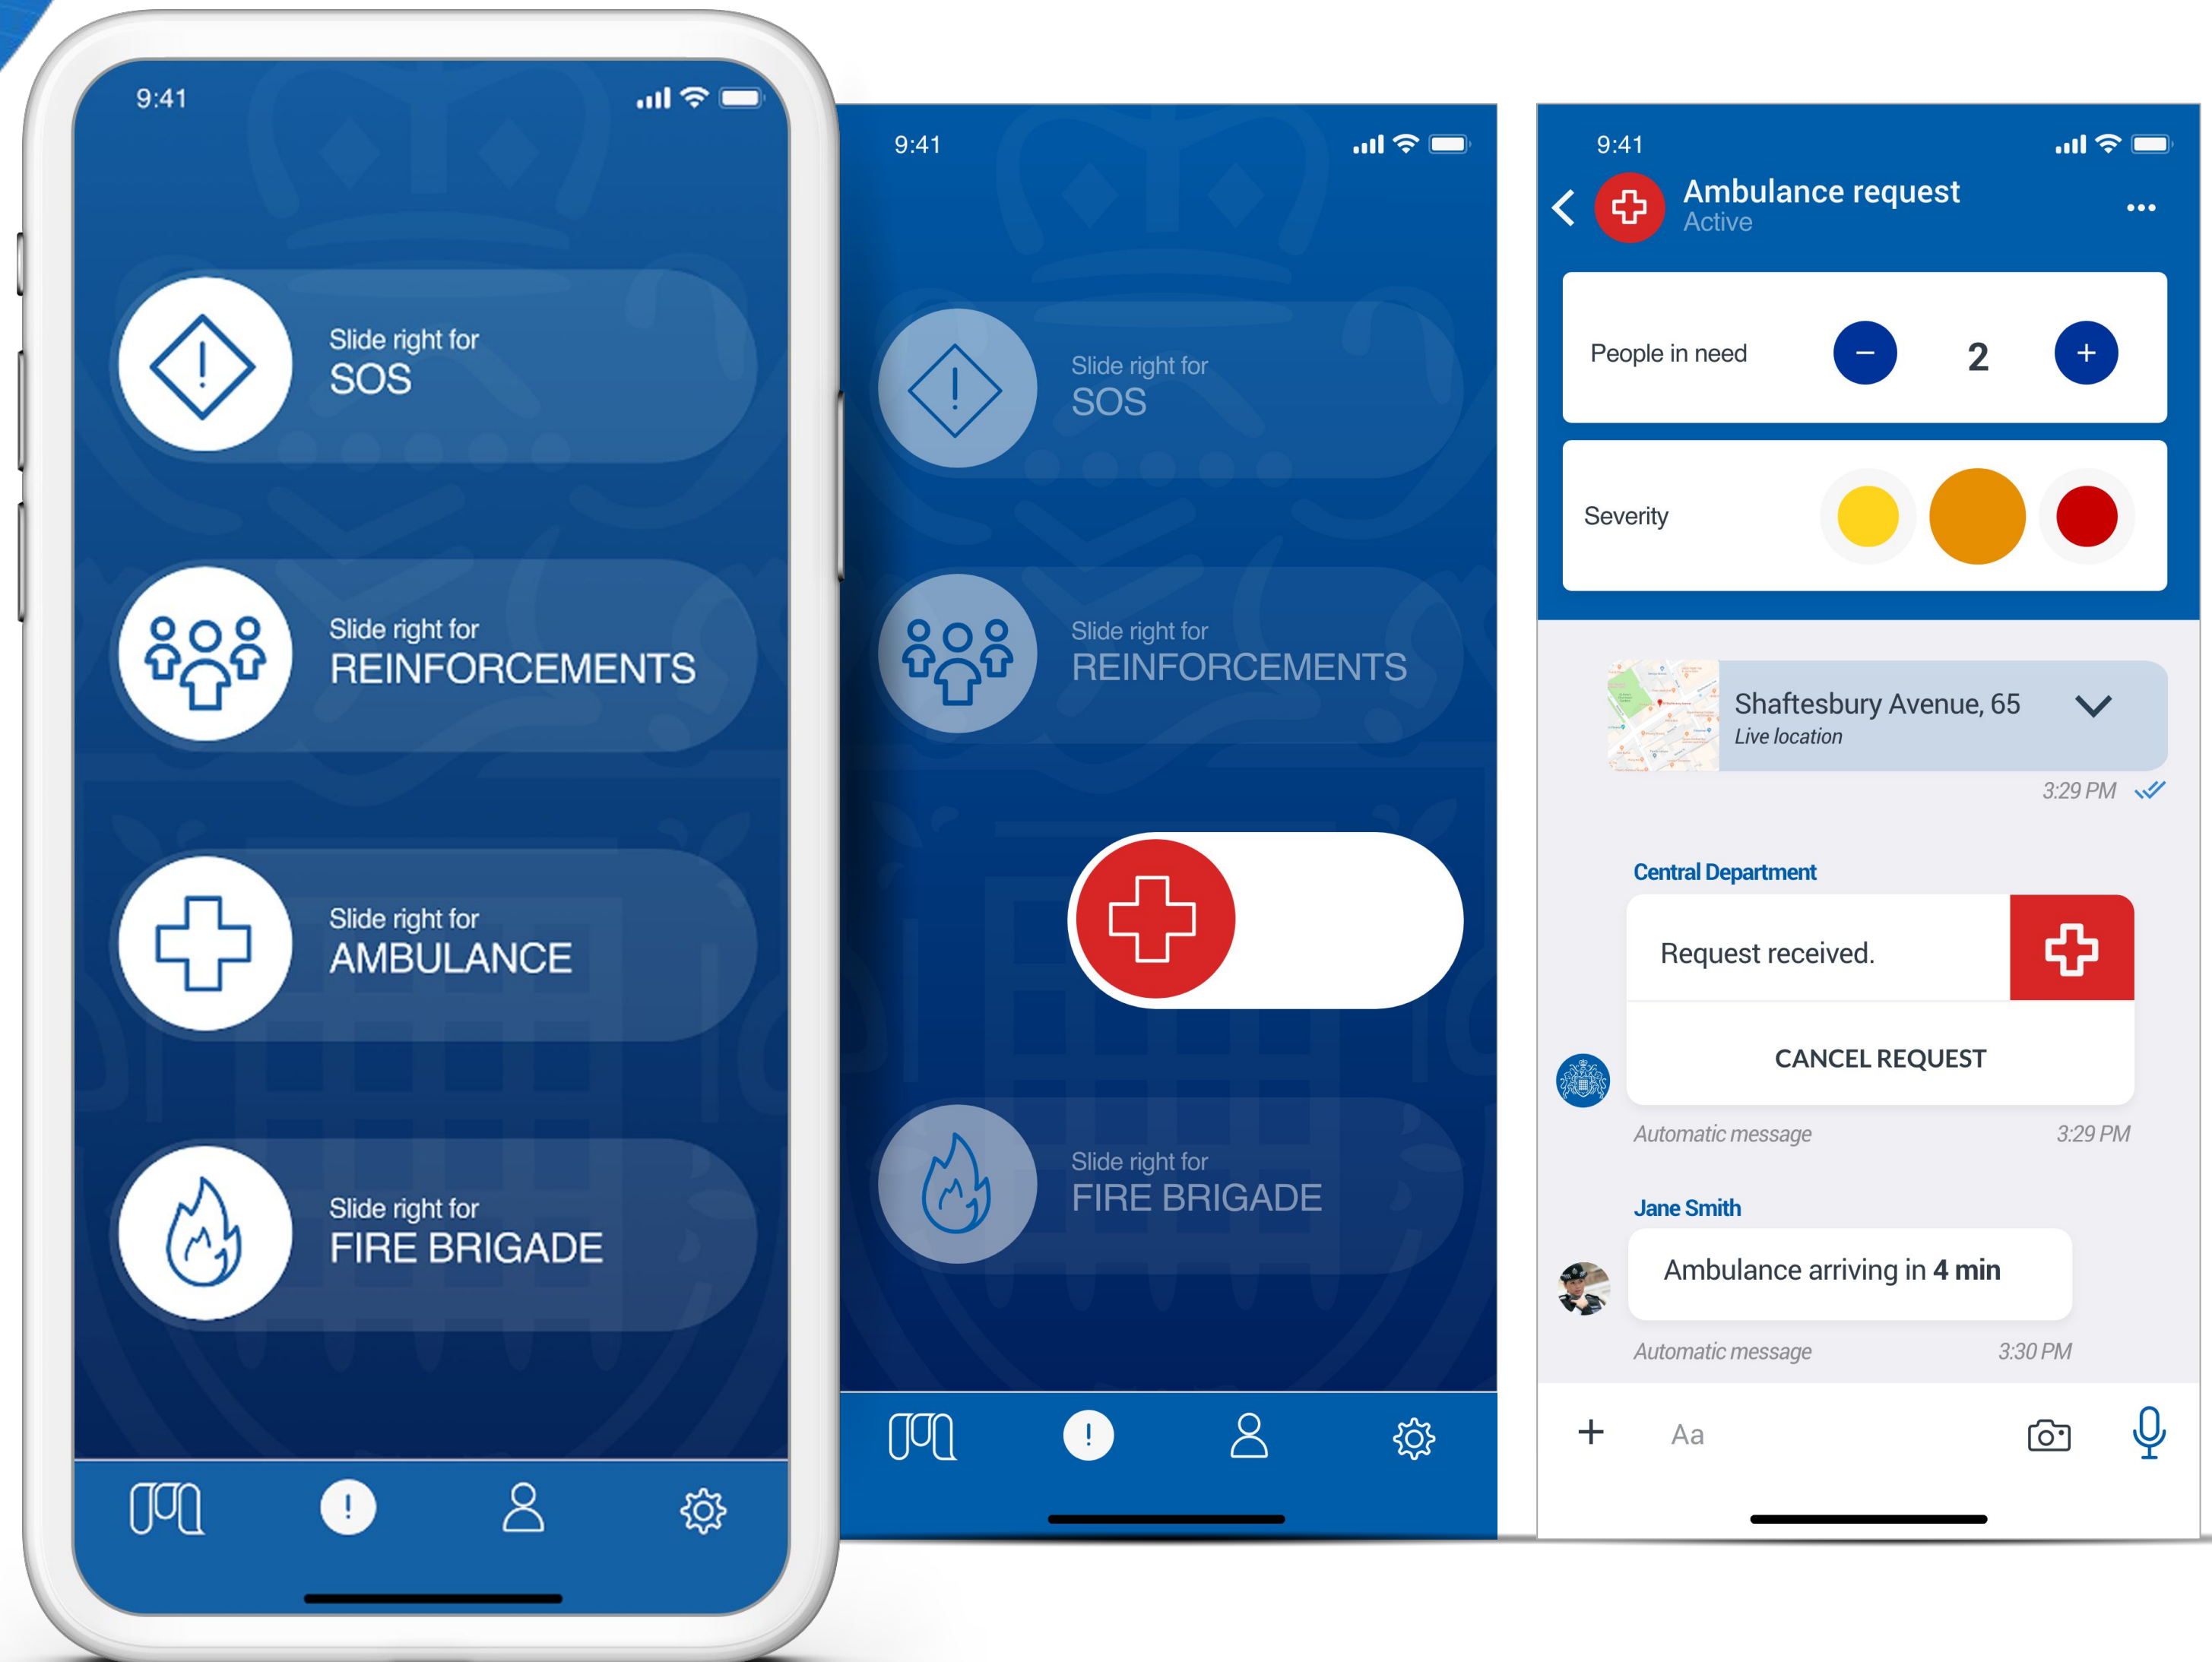 9:41
Slide right for
SOS
Slide right for
REINFORCEMENTS
Slide right for
AMBULANCE
Slide right for
FIRE BRIGADE
9:41
Slide right for
SOS
Slide right for
REINFORCEMENTS
Slide right for
FIRE BRIGADE
9:41
Ambulance request
Active
People in need
2
Severity
Shaftesbury Avenue, 65
Live location
3:29 PM
Central Department
Request received.
CANCEL REQUEST
Automatic message 3:29 PM
Jane Smith
Ambulance arriving in 4 min
Automatic message 3:30 PM
Aa